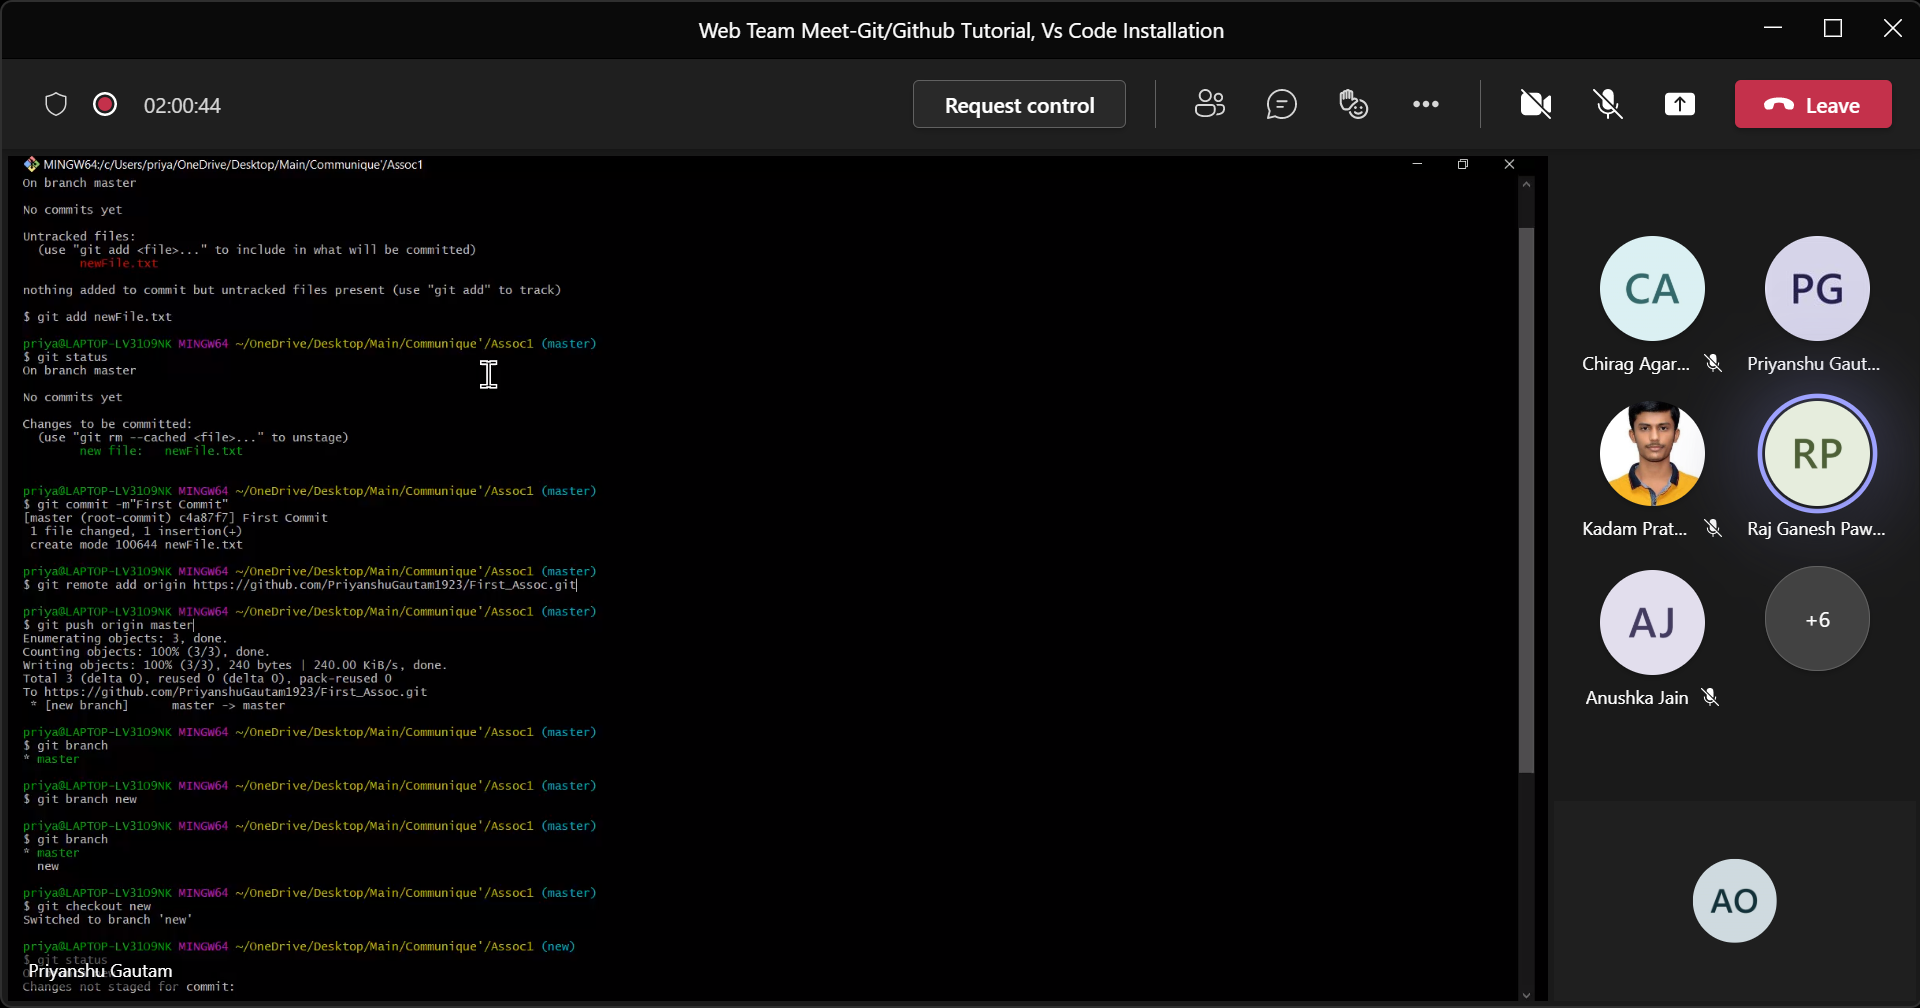 Web Team Meet-Git/Github Tutorial, Vs Code Installation
02:00:44
Request control
Leave
MINGW64:/c/Users/priya/OneDrive/Desktop/Main/Communique'/Assoc1
On branch master
No commits yet
Untracked files:
(use "git add <file>..." to include in what will be committed)
newFile.txt
nothing added to commit but untracked files present (use "git add" to track)
$ git add newFile.txt
priya@LAPTOP-LV31O9NK MINGW64 ~/OneDrive/Desktop/Main/Communique'/Assoc1 (master)
$ git status
On branch master
No commits yet
Changes to be committed:
(use "git rm --cached <file>..." to unstage)
new file:   newFile.txt
priya@LAPTOP-LV31O9NK MINGW64 ~/OneDrive/Desktop/Main/Communique'/Assoc1 (master)
$ git commit -m"First Commit"
[master (root-commit) c4a87f7] First Commit
1 file changed, 1 insertion(+)
create mode 100644 newFile.txt
priya@LAPTOP-LV31O9NK MINGW64 ~/OneDrive/Desktop/Main/Communique'/Assoc1 (master)
$ git remote add origin https://github.com/PriyanshuGautam1923/First_Assoc.git
priya@LAPTOP-LV31O9NK MINGW64 ~/OneDrive/Desktop/Main/Communique'/Assoc1 (master)
$ git push origin master
Enumerating objects: 3, done.
Counting objects: 100% (3/3), done.
Writing objects: 100% (3/3), 240 bytes | 240.00 KiB/s, done.
Total 3 (delta 0), reused 0 (delta 0), pack-reused 0
To https://github.com/PriyanshuGautam1923/First_Assoc.git
* [new branch]      master -> master
priya@LAPTOP-LV31O9NK MINGW64 ~/OneDrive/Desktop/Main/Communique'/Assoc1 (master)
$ git branch
* master
priya@LAPTOP-LV31O9NK MINGW64 ~/OneDrive/Desktop/Main/Communique'/Assoc1 (master)
$ git branch new
priya@LAPTOP-LV31O9NK MINGW64 ~/OneDrive/Desktop/Main/Communique'/Assoc1 (master)
$ git branch
* master
new
priya@LAPTOP-LV31O9NK MINGW64 ~/OneDrive/Desktop/Main/Communique'/Assoc1 (master)
$ git checkout new
Switched to branch 'new'
priya@LAPTOP-LV31O9NK MINGW64 ~/OneDrive/Desktop/Main/Communique'/Assoc1 (new)
$ git status
Priyanshu Gautam
Changes not staged for commit:
CA
PG
Chirag Agar...
Priyanshu Gaut...
RP
Kadam Prat...
Raj Ganesh Paw...
AJ
+6
Anushka Jain
AO